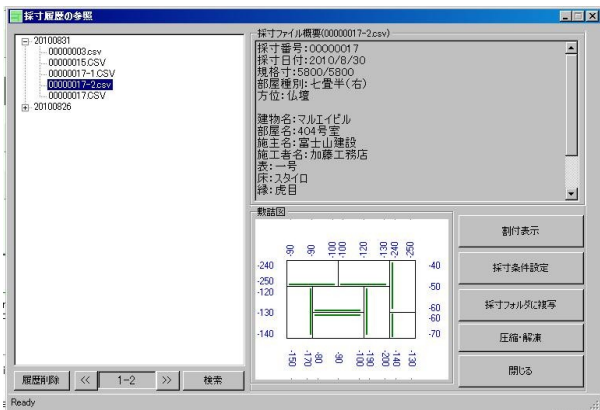 採寸履歴の参照
20100831
00000003.csv
00000015.CSV
00000017-1.CSV
00000017-2.csv
00000017.CSV
20100826
採寸ファイル概要(00000017-2.csv)
採寸番号:00000017
採寸日付:2010/8/30
規格寸:5800/5800
部屋種別:七畳半(右)
方位:仏壇
建物名:マルエイビル
部屋名:404号室
施主名:富士山建設
施工者名:加藤工務店
表:一号
床:スタイロ
縁:虎目
敷詰図
-90 -90 -100 -100 -120 -130 -240 -250
-240 -40
-250 -50
-120
-130 -60
-60
-140 -70
-150 -170 -80 -90 -100 -190 -200 -140 -130
割付表示
採寸条件設定
採寸フォルダに複写
圧縮・解凍
閉じる
履歴削除 << 1-2 >> 検索
Ready